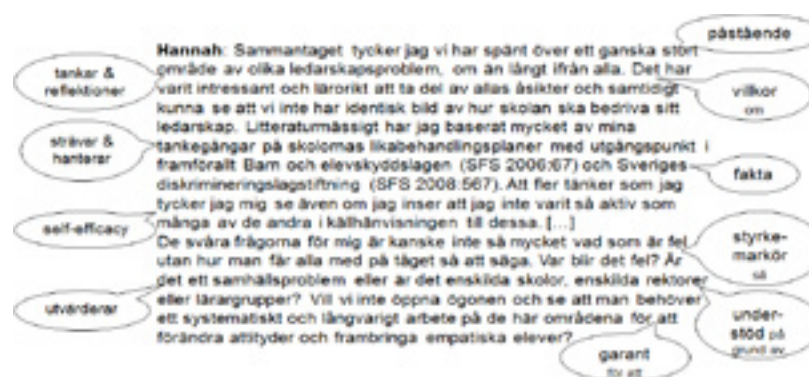 påstående
Hannah: Sammantaget tycker jag vi har spänt över ett ganska stort
område av olika ledarskapsproblem, om än långt ifrån alla. Det har
tankar &
reflektioner
varit intressant och lärorikt att ta del av allas åsikter och samtidigt
villkor
om
kunna se att vi inte har identisk bild av hur skolan ska bedriva sitt
ledarskap. Litteraturmässigt har jag baserat mycket av mina
strävar &
hanterar
tankegångar på skolornas likabehandlingsplaner med utgångspunkt i
framförallt Barn och elevskyddslagen (SFS 2006:67) och Sveriges
fakta
diskrimineringslagstiftning (SFS 2008:567). Att fler tänker som jag
tycker jag mig se även om jag inser att jag inte varit så aktiv som
self-efficacy
många av de andra i källhänvisningen till dessa. [...]
De svåra frågorna för mig är kanske inte så mycket vad som är fel
styrke-
markör
så
utan hur man får alla med på tåget så att säga. Var blir det fel? Är
det ett samhällsproblem eller är det enskilda skolor, enskilda rektorer
utvärderar
eller lärargrupper? Vill vi inte öppna ögonen och se att man behöver
under-
stöd på
grund av
ett systematiskt och långvarigt arbete på de här områdena för att
förändra attityder och frambringa empatiska elever?
garant
för att